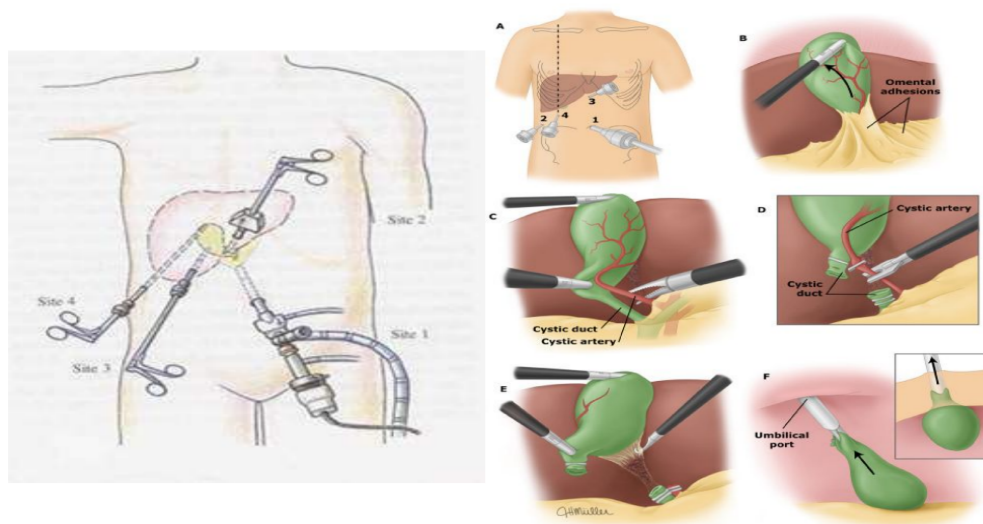 Site 2
Site 4
Site 1
Site 3
A
3
2 4 1
B
Omental
adhesions
C
Cystic duct
Cystic artery
D
Cystic artery
Cystic
duct
E
F
Umbilical
port